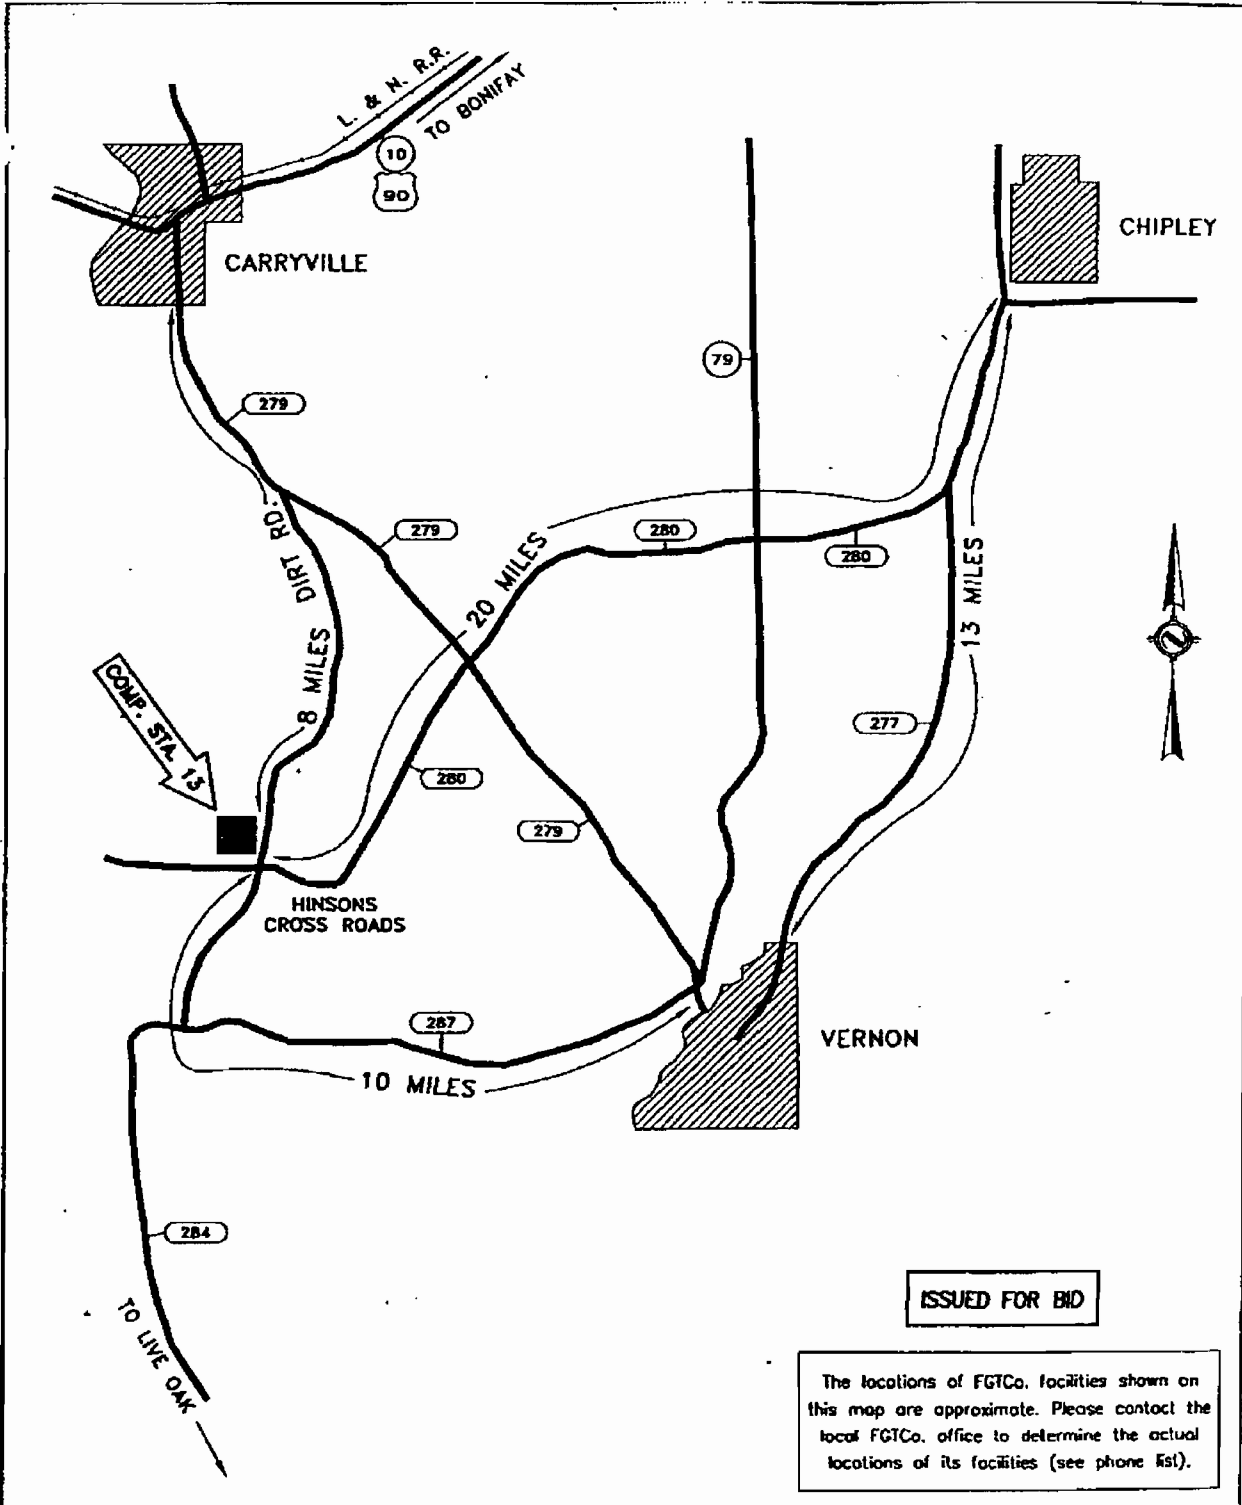 L. & N. R.R.
TO BONIFAY
10
90
CARRYVILLE
CHIPLEY
79
279
279
280
280
8 MILES DIRT RD.
20 MILES
13 MILES
COMP. STA. 13
277
280
279
HINSONS
CROSS ROADS
287
10 MILES
VERNON
284
TO LIVE OAK
ISSUED FOR BID
The locations of FGTCo. facilities shown on
this map are approximate. Please contact the
local FGTCo. office to determine the actual
locations of its facilities (see phone list).